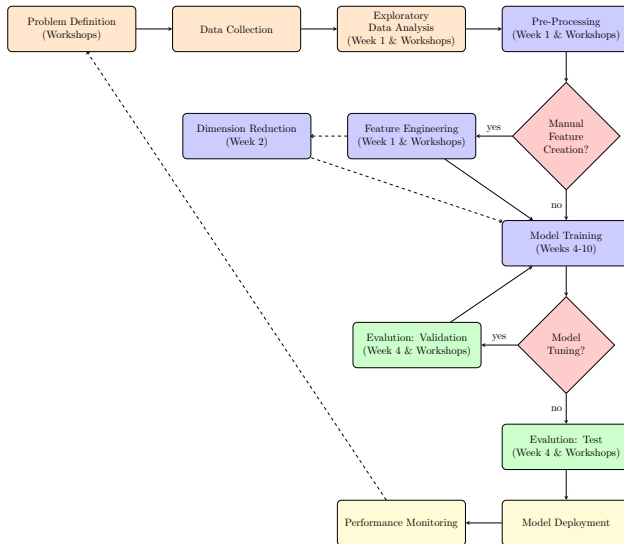 Problem Definition
(Workshops)
Data Collection
Exploratory
Data Analysis
(Week 1 & Workshops)
Pre-Processing
(Week 1 & Workshops)
Dimension Reduction
(Week 2)
Feature Engineering
(Week 1 & Workshops)
yes
Manual
Feature
Creation?
no
Model Training
(Weeks 4-10)
Evalution: Validation
(Week 4 & Workshops)
yes
Model
Tuning?
no
Evalution: Test
(Week 4 & Workshops)
Performance Monitoring
Model Deployment